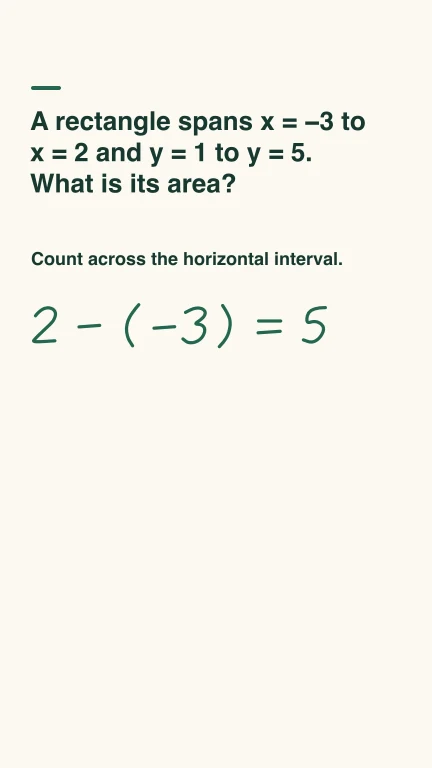 A rectangle spans x = –3 to
x = 2 and y = 1 to y = 5.
What is its area?
Count across the horizontal interval.
2 – (–3) = 5